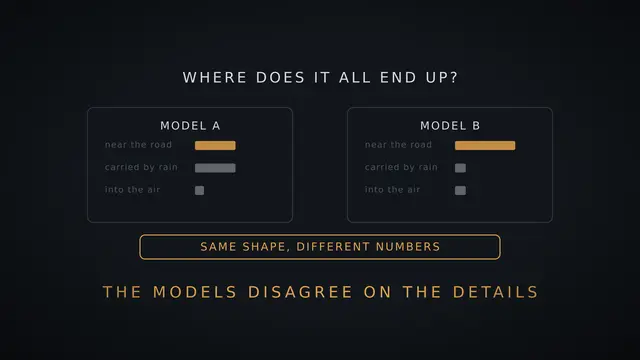 WHERE DOES IT ALL END UP?
MODEL A
near the road
carried by rain
into the air
MODEL B
near the road
carried by rain
into the air
SAME SHAPE, DIFFERENT NUMBERS
THE MODELS DISAGREE ON THE DETAILS